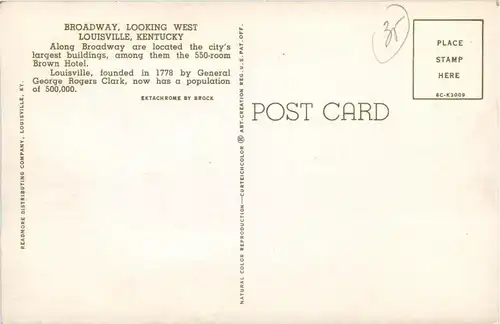 BROADWAY, LOOKING WEST
LOUISVILLE, KENTUCKY
Along Broadway are located the city's
largest buildings, among them the 550-room
Brown Hotel.
Louisville, founded in 1778 by General
George Rogers Clark, now has a population
of 500,000.
EKTACHROME BY BROCK
READMORE DISTRIBUTING COMPANY, LOUISVILLE, KY.
NATURAL COLOR REPRODUCTION—CURTEICHCOLOR ® ART-CREATION REG. U.S. PAT. OFF.
POST CARD
35
PLACE
STAMP
HERE
6C-K3009